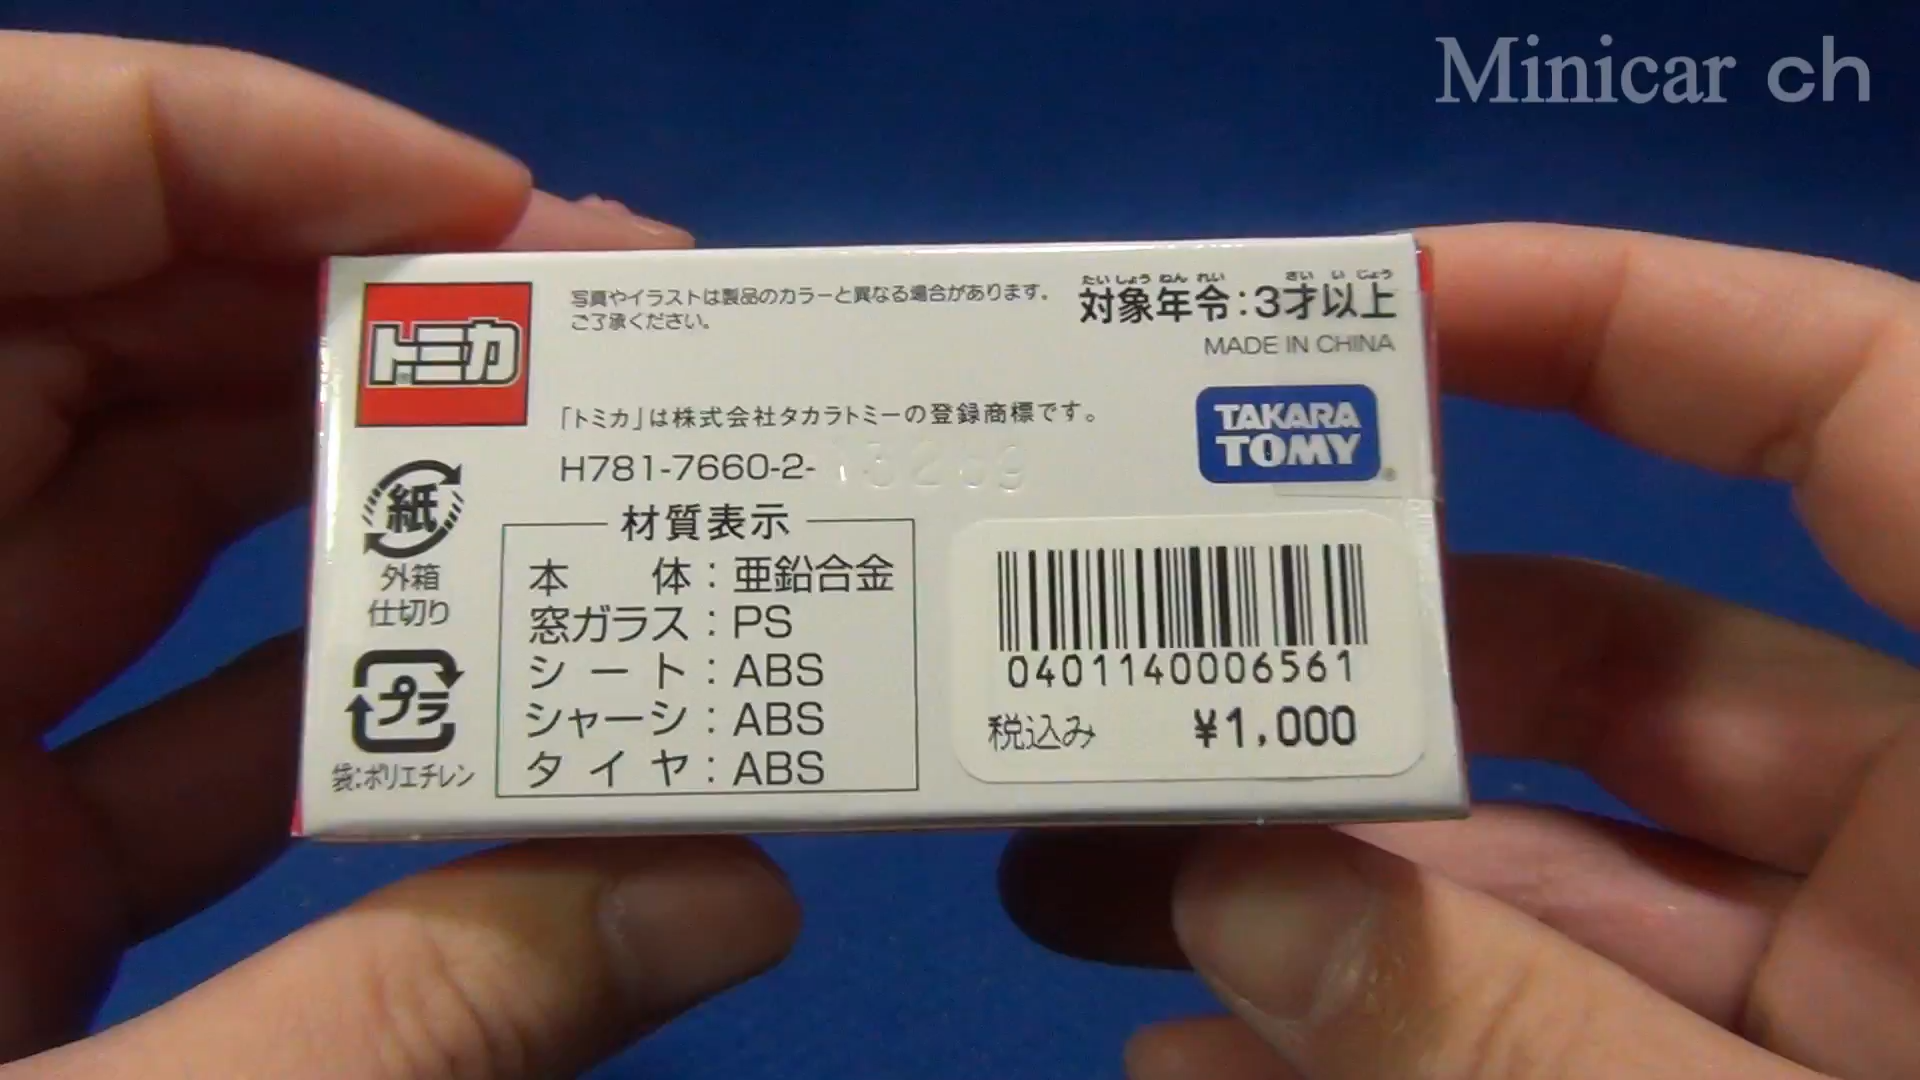 Minicar ch
トミカ
写真やイラストは製品のカラーと異なる場合があります。
ご了承ください。
たいしょう ねん れい さい い じょう
対象年令:3才以上
MADE IN CHINA
「トミカ」は株式会社タカラトミーの登録商標です。
TAKARA
TOMY
H781-7660-2-
紙
外箱
仕切り
プラ
袋:ポリエチレン
材質表示
本 体:亜鉛合金
窓ガラス:PS
シート:ABS
シャーシ:ABS
タイヤ:ABS
0401140006561
税込み ¥1,000